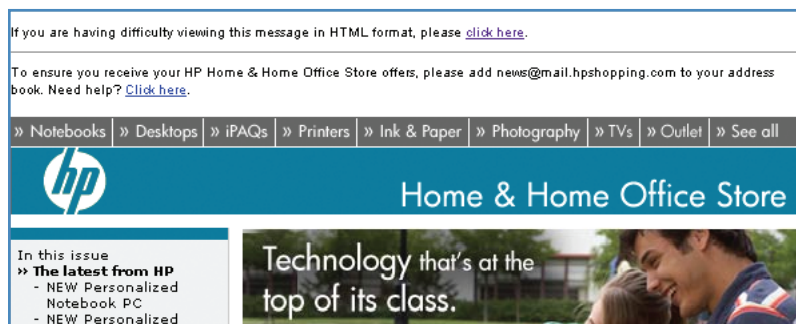 If you are having difficulty viewing this message in HTML format, please click here.
To ensure you receive your HP Home & Home Office Store offers, please add news@mail.hpshopping.com to your address
book. Need help? Click here.
» Notebooks » Desktops » iPAQs » Printers » Ink & Paper » Photography » TVs » Outlet » See all
hp
Home & Home Office Store
In this issue
» The latest from HP
- NEW Personalized
Notebook PC
- NEW Personalized
Technology that's at the
top of its class.